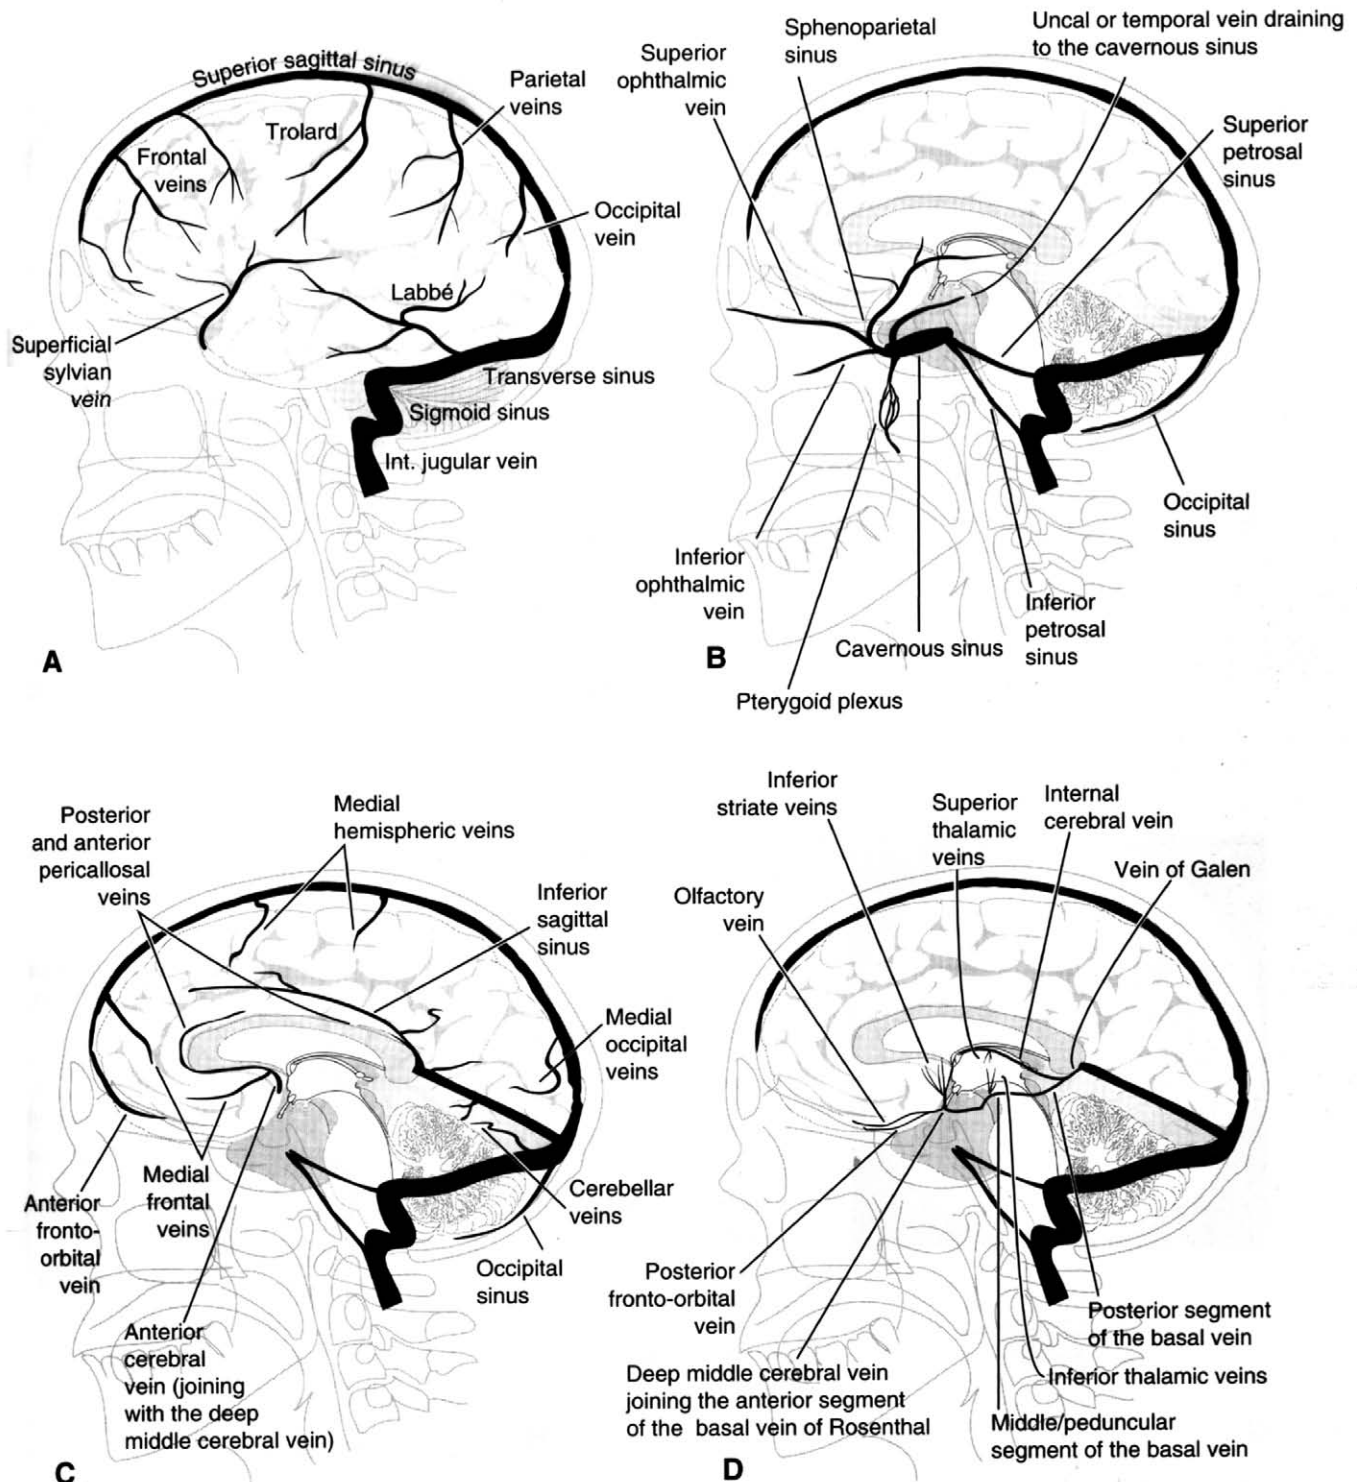 Superior sagittal sinus
Parietal
veins
Trolard
Frontal
veins
Occipital
vein
Labbé
Superficial
sylvian
vein
Transverse sinus
Sigmoid sinus
Int. jugular vein
A
Sphenoparietal
sinus
Uncal or temporal vein draining
to the cavernous sinus
Superior
ophthalmic
vein
Superior
petrosal
sinus
Occipital
sinus
Inferior
ophthalmic
vein
Inferior
petrosal
sinus
Cavernous sinus
Pterygoid plexus
B
Posterior
and anterior
pericallosal
veins
Medial
hemispheric veins
Inferior
sagittal
sinus
Medial
occipital
veins
Medial
frontal
veins
Anterior
fronto-
orbital
vein
Cerebellar
veins
Occipital
sinus
Anterior
cerebral
vein (joining
with the deep
middle cerebral vein)
C
Inferior
striate veins
Superior
thalamic
veins
Internal
cerebral vein
Vein of Galen
Olfactory
vein
Posterior
fronto-orbital
vein
Posterior segment
of the basal vein
Deep middle cerebral vein
joining the anterior segment
of the basal vein of Rosenthal
Inferior thalamic veins
Middle/peduncular
segment of the basal vein
D